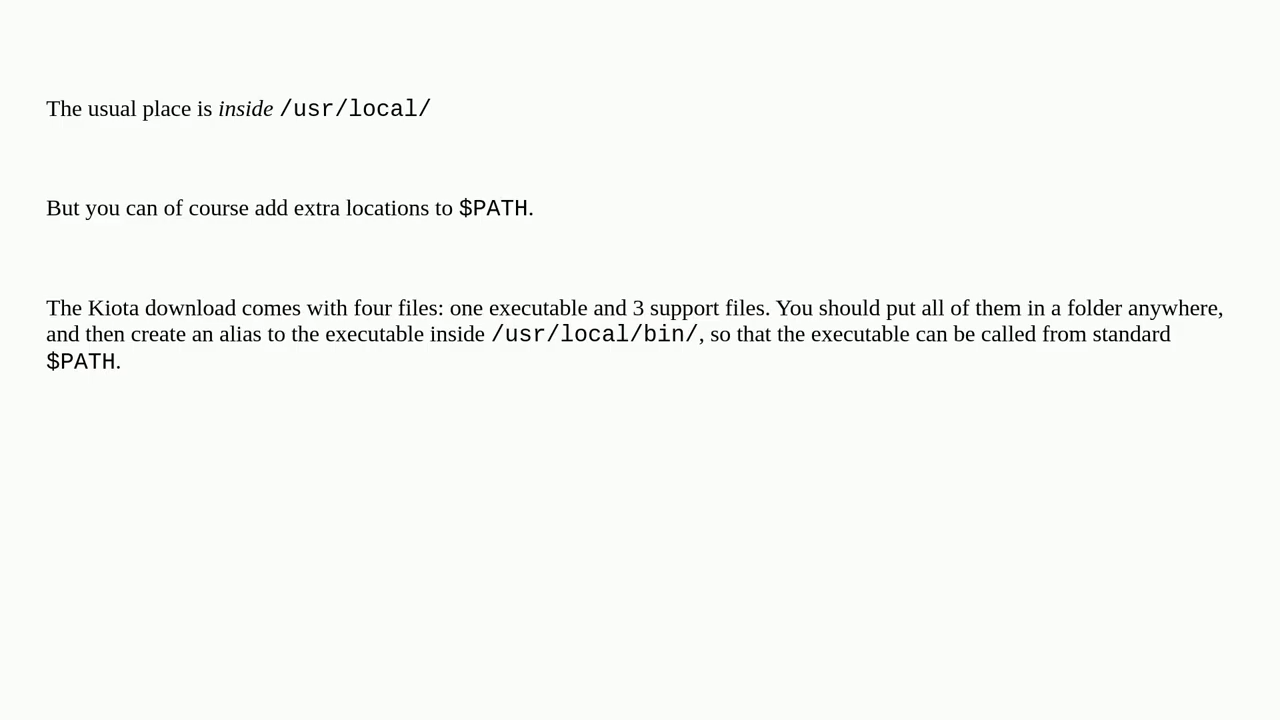 The usual place is inside /usr/local/
But you can of course add extra locations to $PATH.
The Kiota download comes with four files: one executable and 3 support files. You should put all of them in a folder anywhere,
and then create an alias to the executable inside /usr/local/bin/, so that the executable can be called from standard
$PATH.